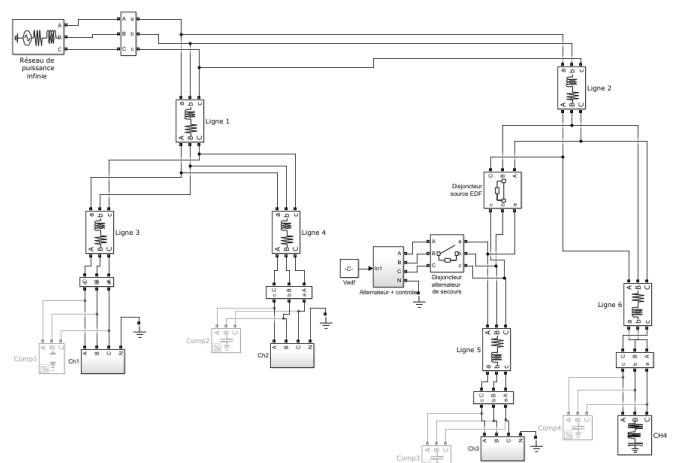 A
A
a
B
B
b
C
C
c
Réseau de
puissance
infinie
a b c
Ligne 1
A B C
a b c
Ligne 2
A B C
a b c
Ligne 3
A B C
a b c
Ligne 4
A B C
C B A
Disjoncteur
source EDF
c b a
-C-
Vedf
In1
A
B
C
N
Alternateur + controle
A a
B b
C c
Disjoncteur
alternateur
de secours
A B C
Ligne 6
a b c
a b c
Ligne 5
A B C
A B C
Comp1
A B C N
Ch1
c C
b B
a A
A B C
Comp2
A B C N
Ch2
c C
b B
a A
A B C
Comp3
A B C N
Ch3
c C
b B
a A
A B C
Comp4
A B C
CH4